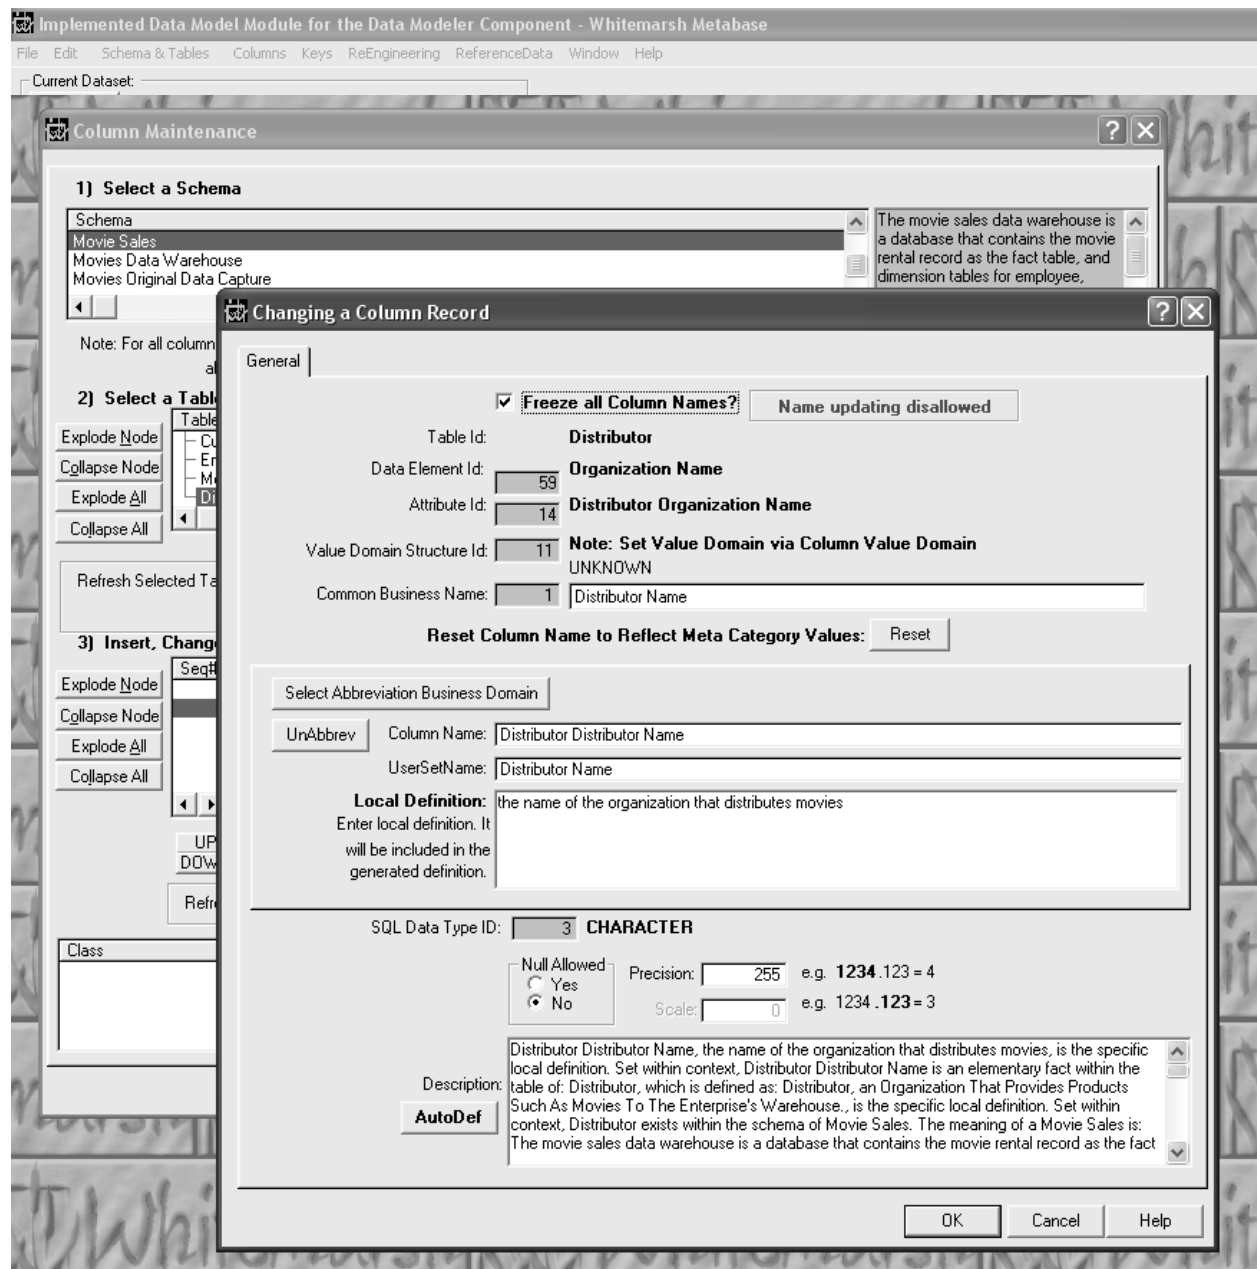 Implemented Data Model Module for the Data Modeler Component - Whitemarsh Metabase
File Edit Schema & Tables Columns Keys ReEngineering ReferenceData Window Help
Current Dataset:
Column Maintenance
1) Select a Schema
Schema
Movie Sales
Movies Data Warehouse
Movies Original Data Capture
The movie sales data warehouse is
a database that contains the movie
rental record as the fact table, and
dimension tables for employee,
Note: For all column
2) Select a Tabl
Table
Explode Node
Collapse Node
Explode All
Collapse All
Cu
Er
Mo
Di
Refresh Selected Ta
3) Insert, Chang
Seq#
Explode Node
Collapse Node
Explode All
Collapse All
UP
DOW
Refr
Class
Changing a Column Record
General
Freeze all Column Names? Name updating disallowed
Table Id: Distributor
Data Element Id: 59 Organization Name
Attribute Id: 14 Distributor Organization Name
Value Domain Structure Id: 11 Note: Set Value Domain via Column Value Domain
UNKNOWN
Common Business Name: 1 Distributor Name
Reset Column Name to Reflect Meta Category Values: Reset
Select Abbreviation Business Domain
UnAbbrev Column Name: Distributor Distributor Name
UserSetName: Distributor Name
Local Definition: the name of the organization that distributes movies
Enter local definition. It
will be included in the
generated definition.
SQL Data Type ID: 3 CHARACTER
Null Allowed
Yes
No
Precision: 255 e.g. 1234 .123 = 4
Scale: 0 e.g. 1234 .123 = 3
Description:
AutoDef
Distributor Distributor Name, the name of the organization that distributes movies, is the specific
local definition. Set within context, Distributor Distributor Name is an elementary fact within the
table of: Distributor, which is defined as: Distributor, an Organization That Provides Products
Such As Movies To The Enterprise's Warehouse., is the specific local definition. Set within
context, Distributor exists within the schema of Movie Sales. The meaning of a Movie Sales is:
The movie sales data warehouse is a database that contains the movie rental record as the fact
OK Cancel Help